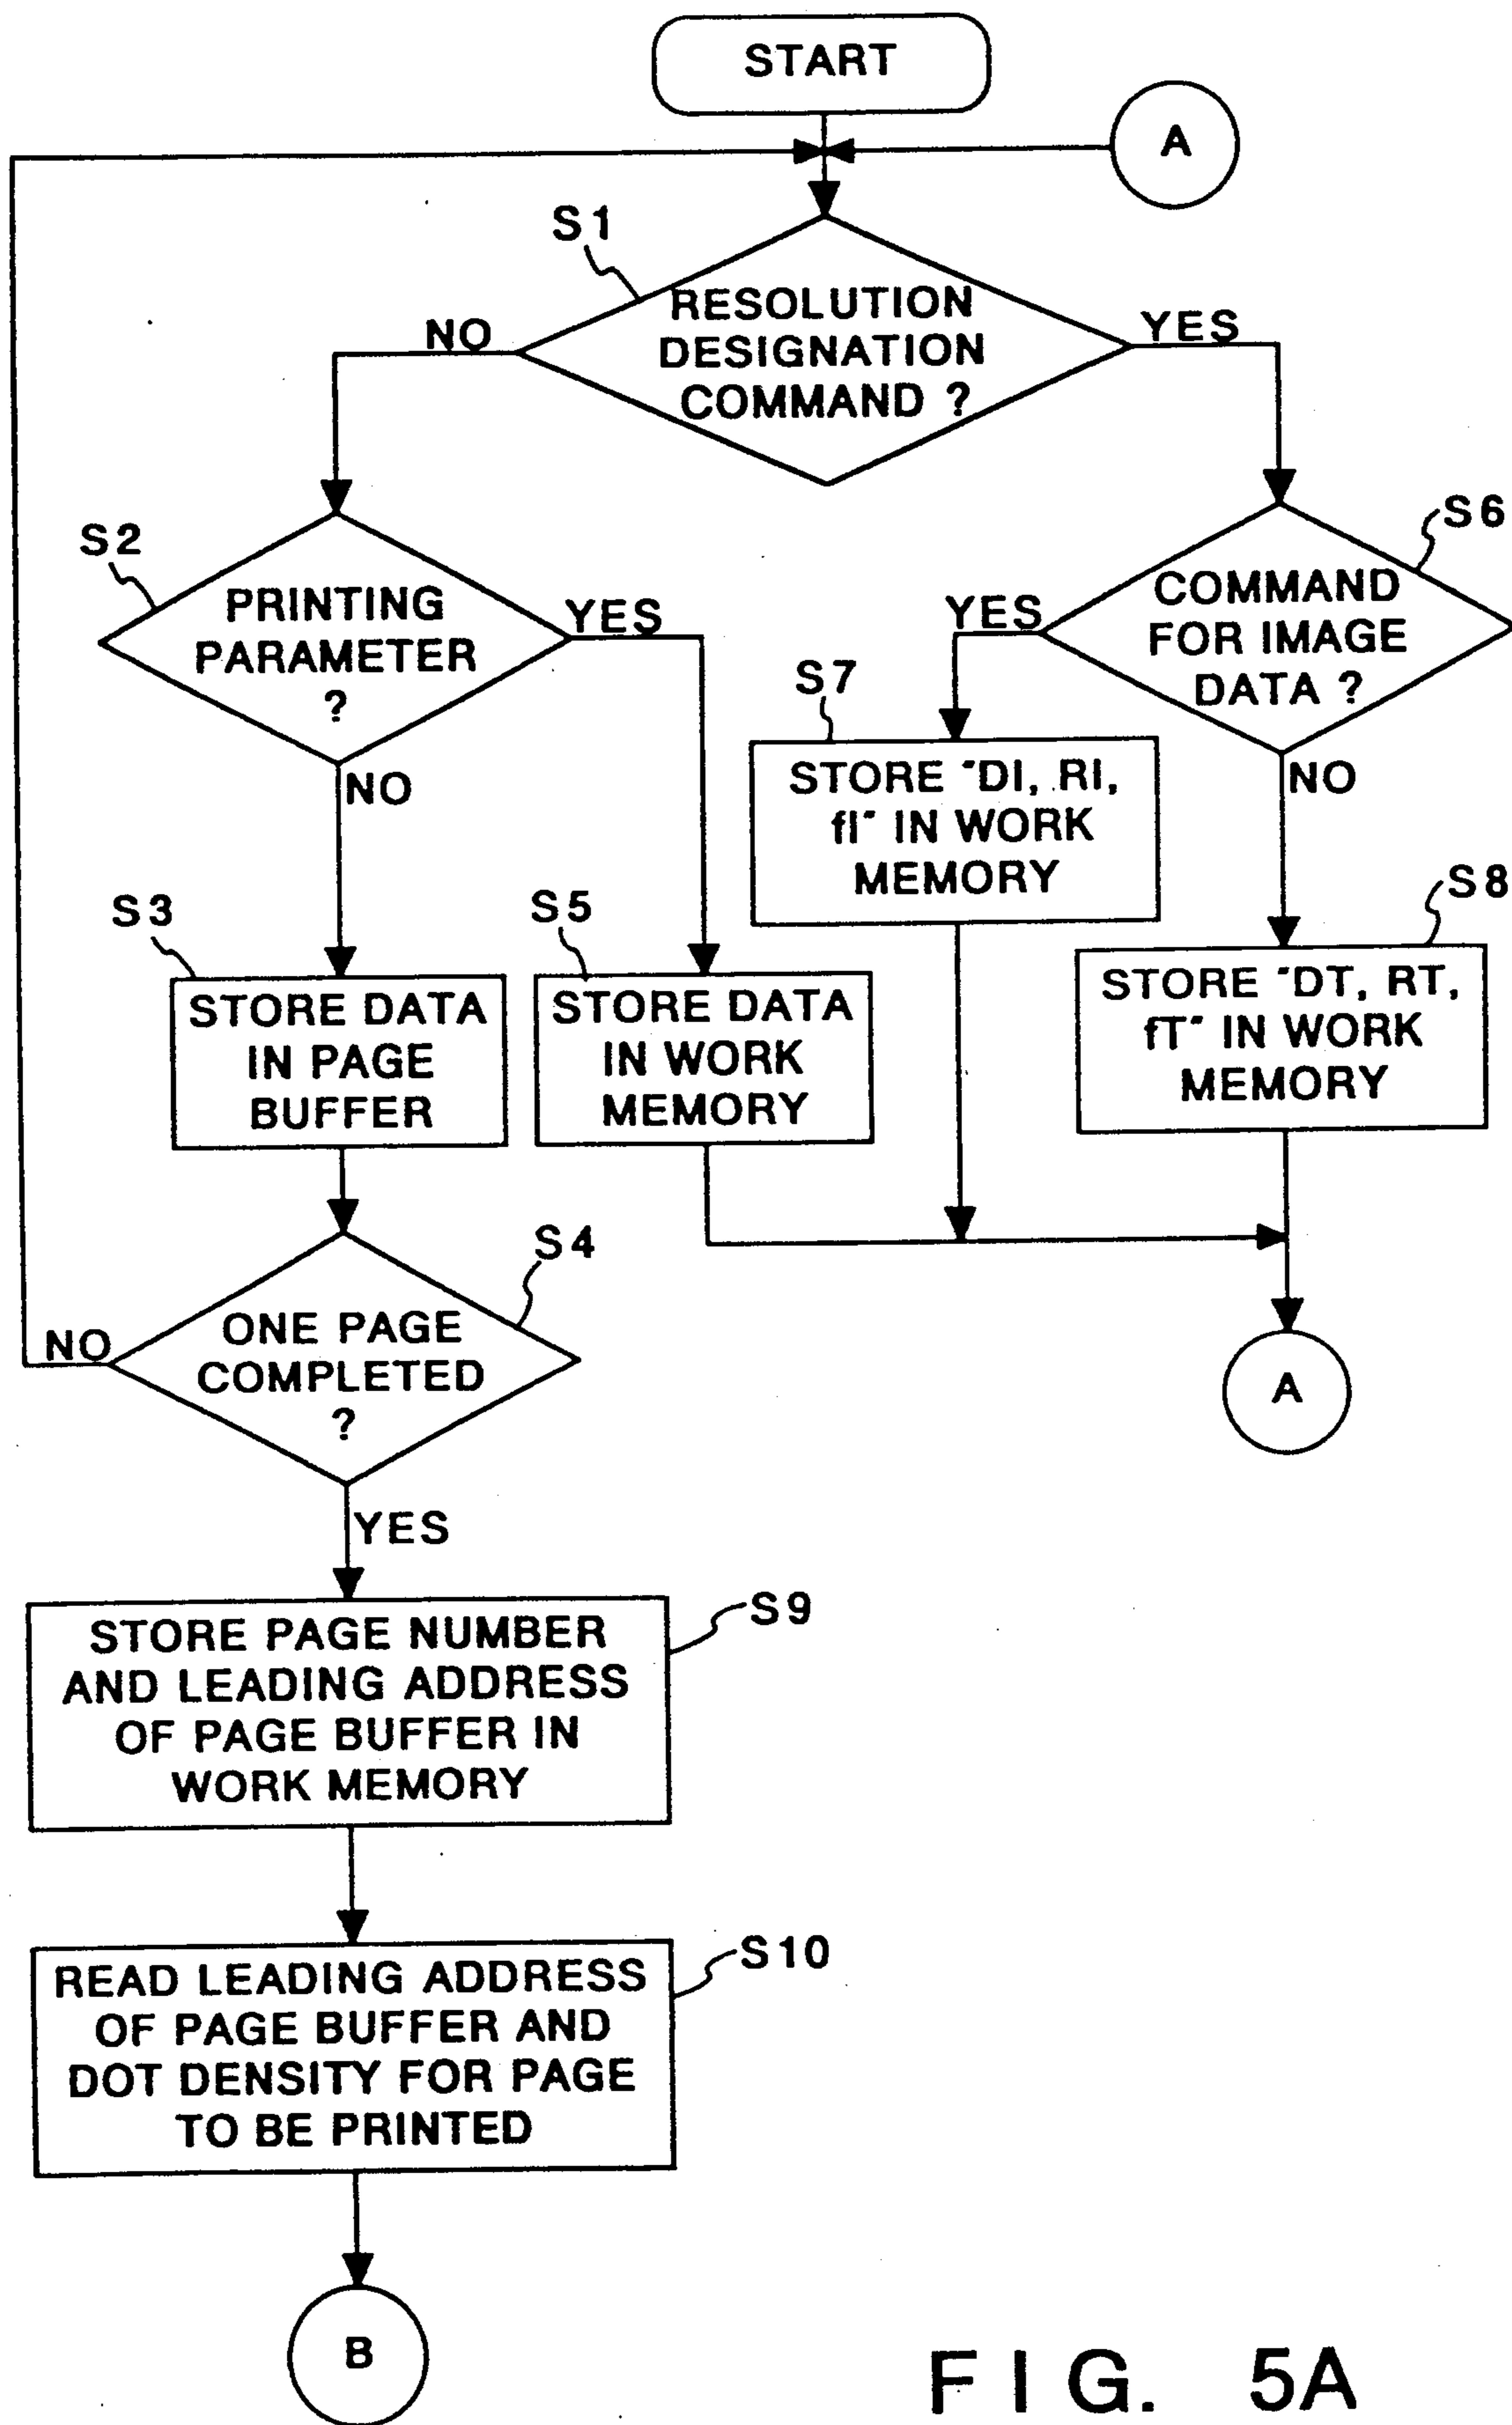 START
A
S1
RESOLUTION
DESIGNATION
COMMAND ?
NO
YES
S2
PRINTING
PARAMETER
?
YES
NO
S6
COMMAND
FOR IMAGE
DATA ?
YES
NO
S7
STORE "DI, RI,
fI" IN WORK
MEMORY
S3
STORE DATA
IN PAGE
BUFFER
S5
STORE DATA
IN WORK
MEMORY
S8
STORE "DT, RT,
fT" IN WORK
MEMORY
S4
ONE PAGE
COMPLETED
?
NO
YES
A
S9
STORE PAGE NUMBER
AND LEADING ADDRESS
OF PAGE BUFFER IN
WORK MEMORY
S10
READ LEADING ADDRESS
OF PAGE BUFFER AND
DOT DENSITY FOR PAGE
TO BE PRINTED
B
FIG. 5A